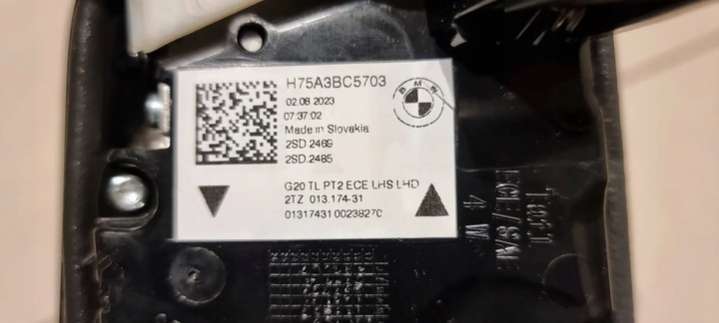 H75A3BC5703
02.08.2023
07:37:02
Made in Slovakia
2SD 2469
2SD.2485
BMW
G20 TL PT2 ECE LHS LHD
2TZ 013.174-31
01317431 0023827C